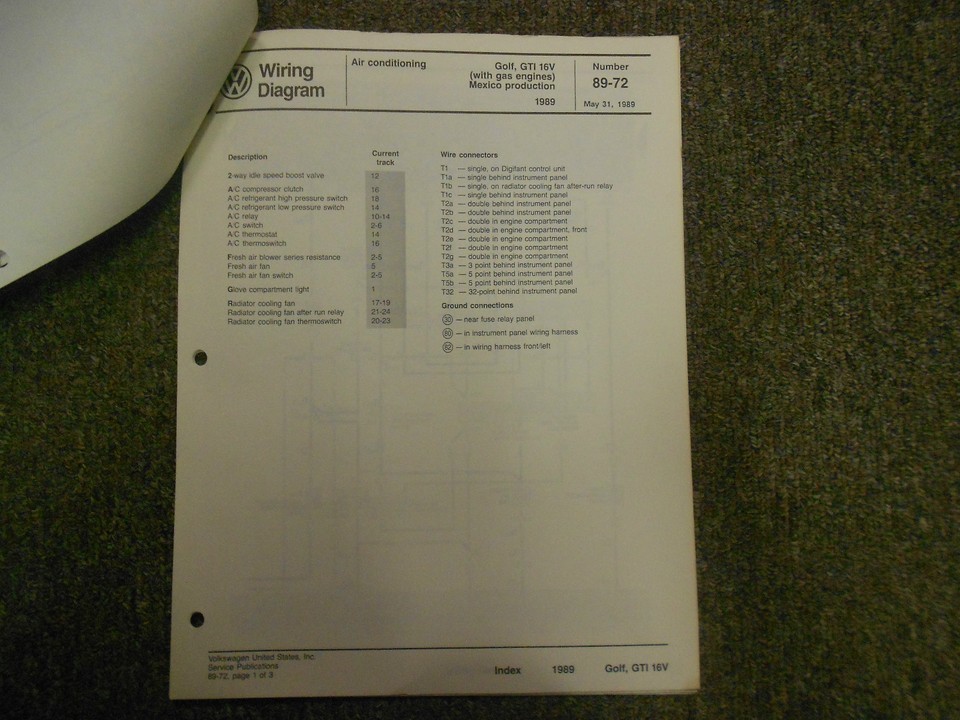 Wiring
Diagram
Air conditioning
Golf, GTI 16V
(with gas engines)
Mexico production
1989
Number
89-72
May 31, 1989
Description
Current
track
2-way idle speed boost valve 12
A/C compressor clutch 16
A/C refrigerant high pressure switch 18
A/C refrigerant low pressure switch 14
A/C relay 10-14
A/C switch 2-6
A/C thermostat 14
A/C thermoswitch 16
Fresh air blower series resistance 2-5
Fresh air fan 5
Fresh air fan switch 2-5
Glove compartment light 1
Radiator cooling fan 17-19
Radiator cooling fan after run relay 21-24
Radiator cooling fan thermoswitch 20-23
Wire connectors
T1 — single, on Digifant control unit
T1a — single behind instrument panel
T1b — single, on radiator cooling fan after-run relay
T1c — single behind instrument panel
T2a — double behind instrument panel
T2b — double behind instrument panel
T2c — double in engine compartment
T2d — double in engine compartment, front
T2e — double in engine compartment
T2f — double in engine compartment
T2g — double in engine compartment
T3a — 3 point behind instrument panel
T5a — 5 point behind instrument panel
T5b — 5 point behind instrument panel
T32 — 32-point behind instrument panel
Ground connections
— near fuse relay panel
— in instrument panel wiring harness
— in wiring harness front/left
Volkswagen United States, Inc.
Service Publications
89-72, page 1 of 3
Index 1989 Golf, GTI 16V